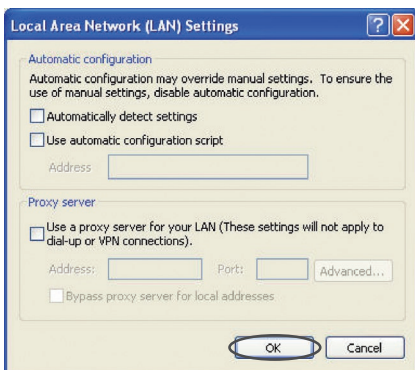 Local Area Network (LAN) Settings
Automatic configuration
Automatic configuration may override manual settings. To ensure the
use of manual settings, disable automatic configuration.
Automatically detect settings
Use automatic configuration script
Address
Proxy server
Use a proxy server for your LAN (These settings will not apply to
dial-up or VPN connections).
Address: Port: Advanced...
Bypass proxy server for local addresses
OK Cancel